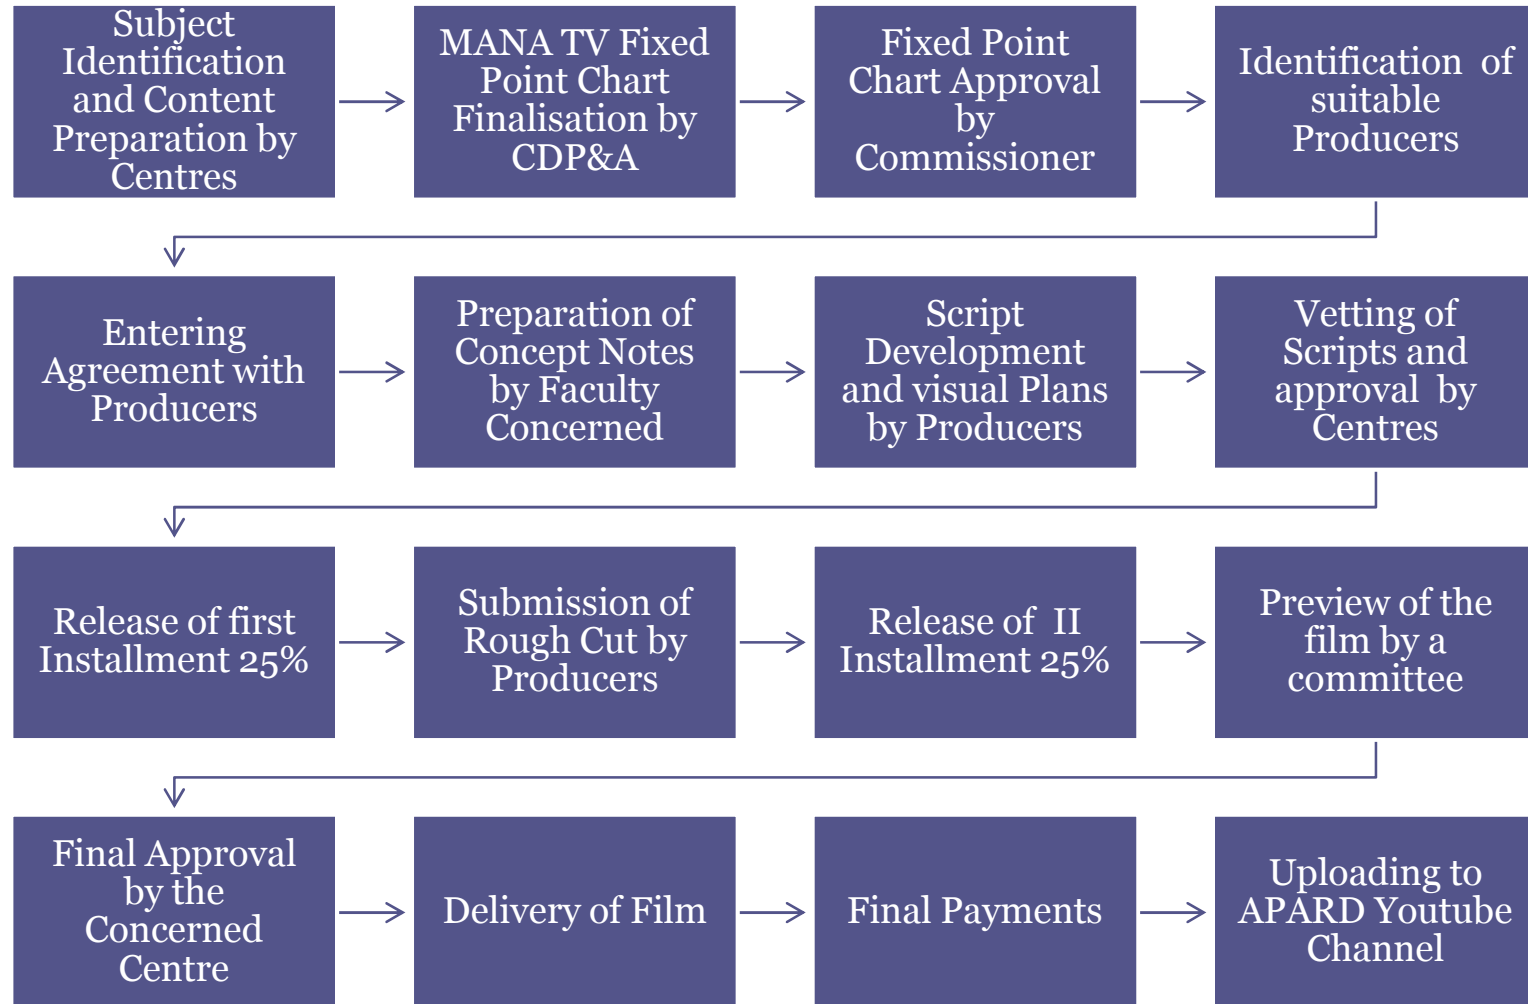 Subject
Identification
and Content
Preparation by
Centres
MANA TV Fixed
Point Chart
Finalisation by
CDP&A
Fixed Point
Chart Approval
by
Commissioner
Identification of
suitable
Producers
Entering
Agreement with
Producers
Preparation of
Concept Notes
by Faculty
Concerned
Script
Development
and visual Plans
by Producers
Vetting of
Scripts and
approval by
Centres
Release of first
Installment 25%
Submission of
Rough Cut by
Producers
Release of II
Installment 25%
Preview of the
film by a
committee
Final Approval
by the
Concerned
Centre
Delivery of Film
Final Payments
Uploading to
APARD Youtube
Channel